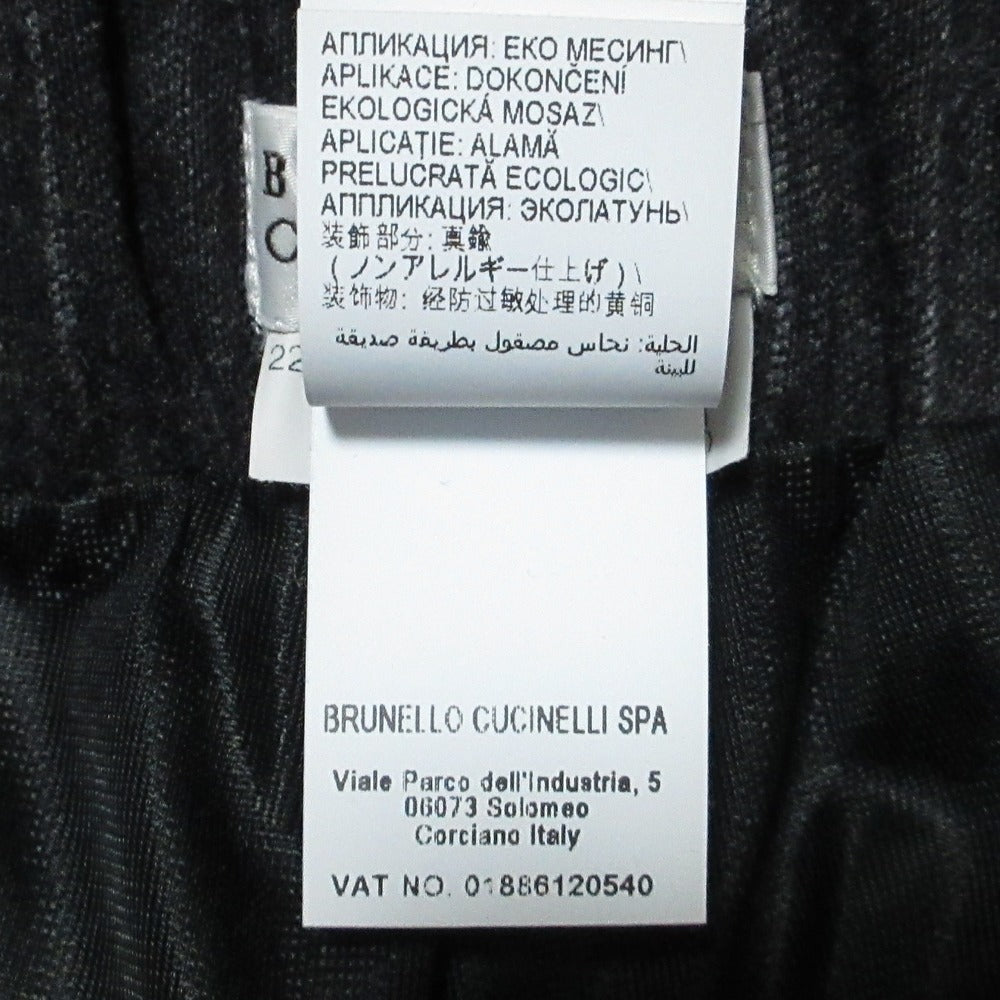 АПЛИКАЦИЯ: ЕКО МЕСИНГ\
APLIKACE: DOKONČENÍ
EKOLOGICKÁ MOSAZ\
APLICAȚIE: ALAMĂ
PRELUCRATĂ ECOLOGIC\
АППЛИКАЦИЯ: ЭКОЛАТУНЬ\
装飾部分: 真鍮
(ノンアレルギー仕上げ)\
装饰物: 经防过敏处理的黄铜
الحلية: نحاس مصقول بطريقة صديقة
للبيئة
B
C
22
BRUNELLO CUCINELLI SPA
Viale Parco dell'Industria, 5
06073 Solomeo
Corciano Italy
VAT NO. 01886120540